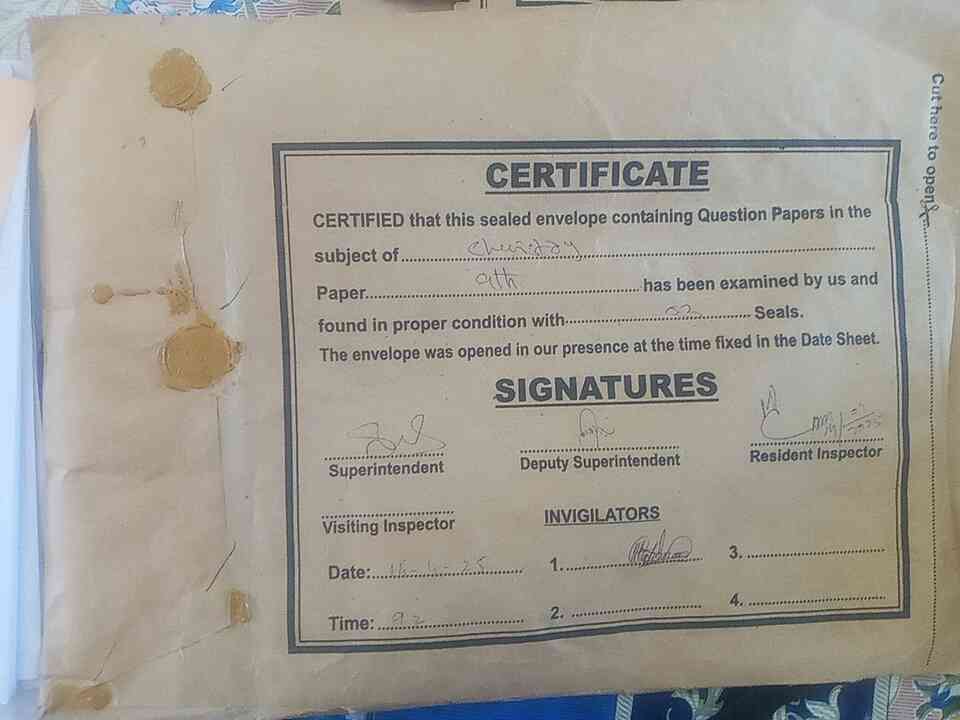 Cut here to open
CERTIFICATE
CERTIFIED that this sealed envelope containing Question Papers in the
subject of.......... Chemistry
Paper.......... 9th .......... has been examined by us and
found in proper condition with.......... 03 .......... Seals.
The envelope was opened in our presence at the time fixed in the Date Sheet.
SIGNATURES
Superintendent Deputy Superintendent Resident Inspector
Visiting Inspector INVIGILATORS
Date:.......... 1. .......... 3. ..........
Time:.......... 2. .......... 4. ..........